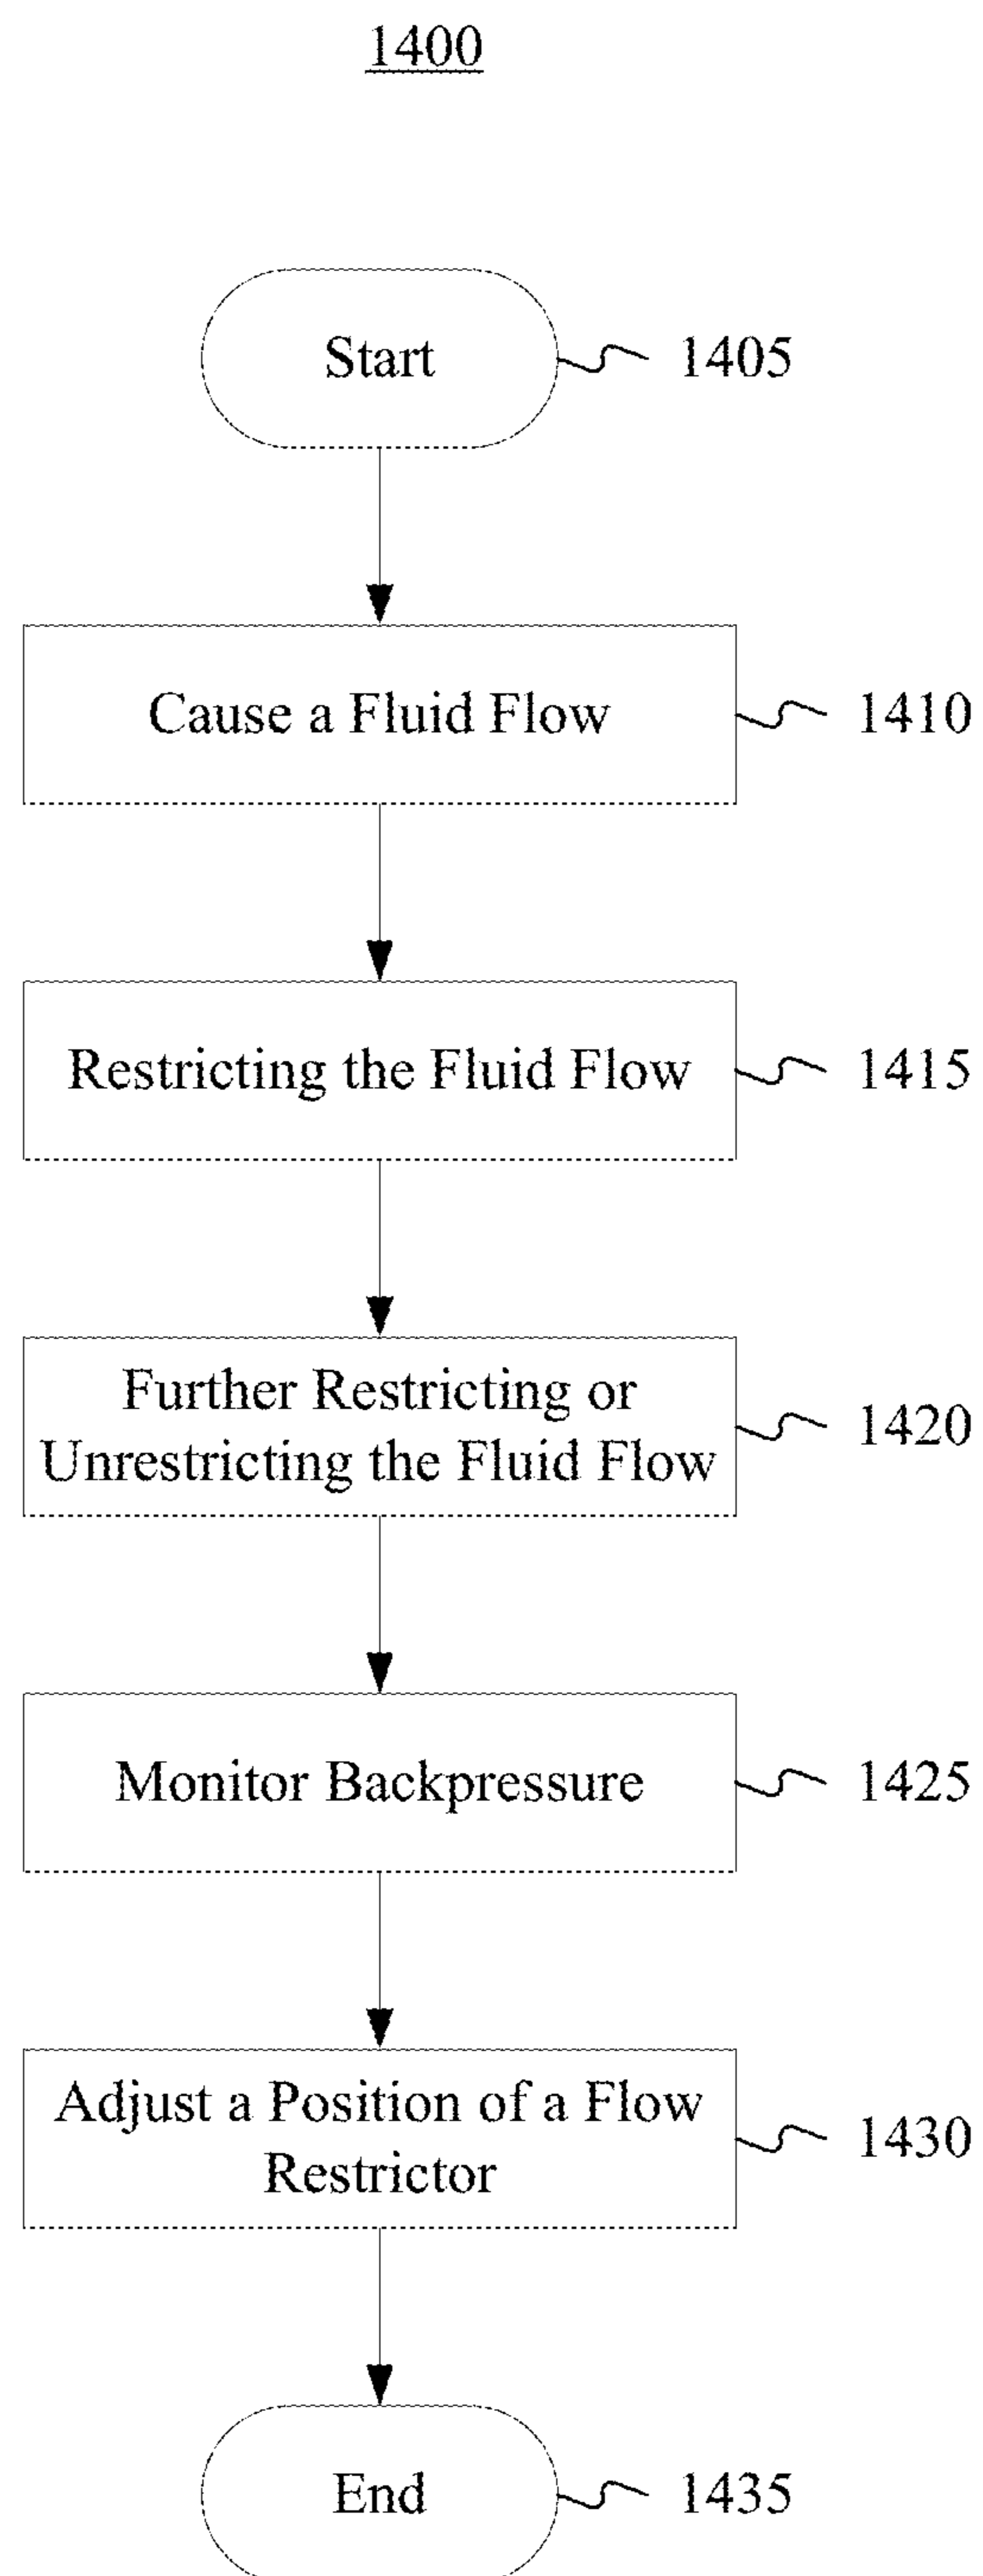 1400
Start
1405
Cause a Fluid Flow
1410
Restricting the Fluid Flow
1415
Further Restricting or
Unrestricting the Fluid Flow
1420
Monitor Backpressure
1425
Adjust a Position of a Flow
Restrictor
1430
End
1435